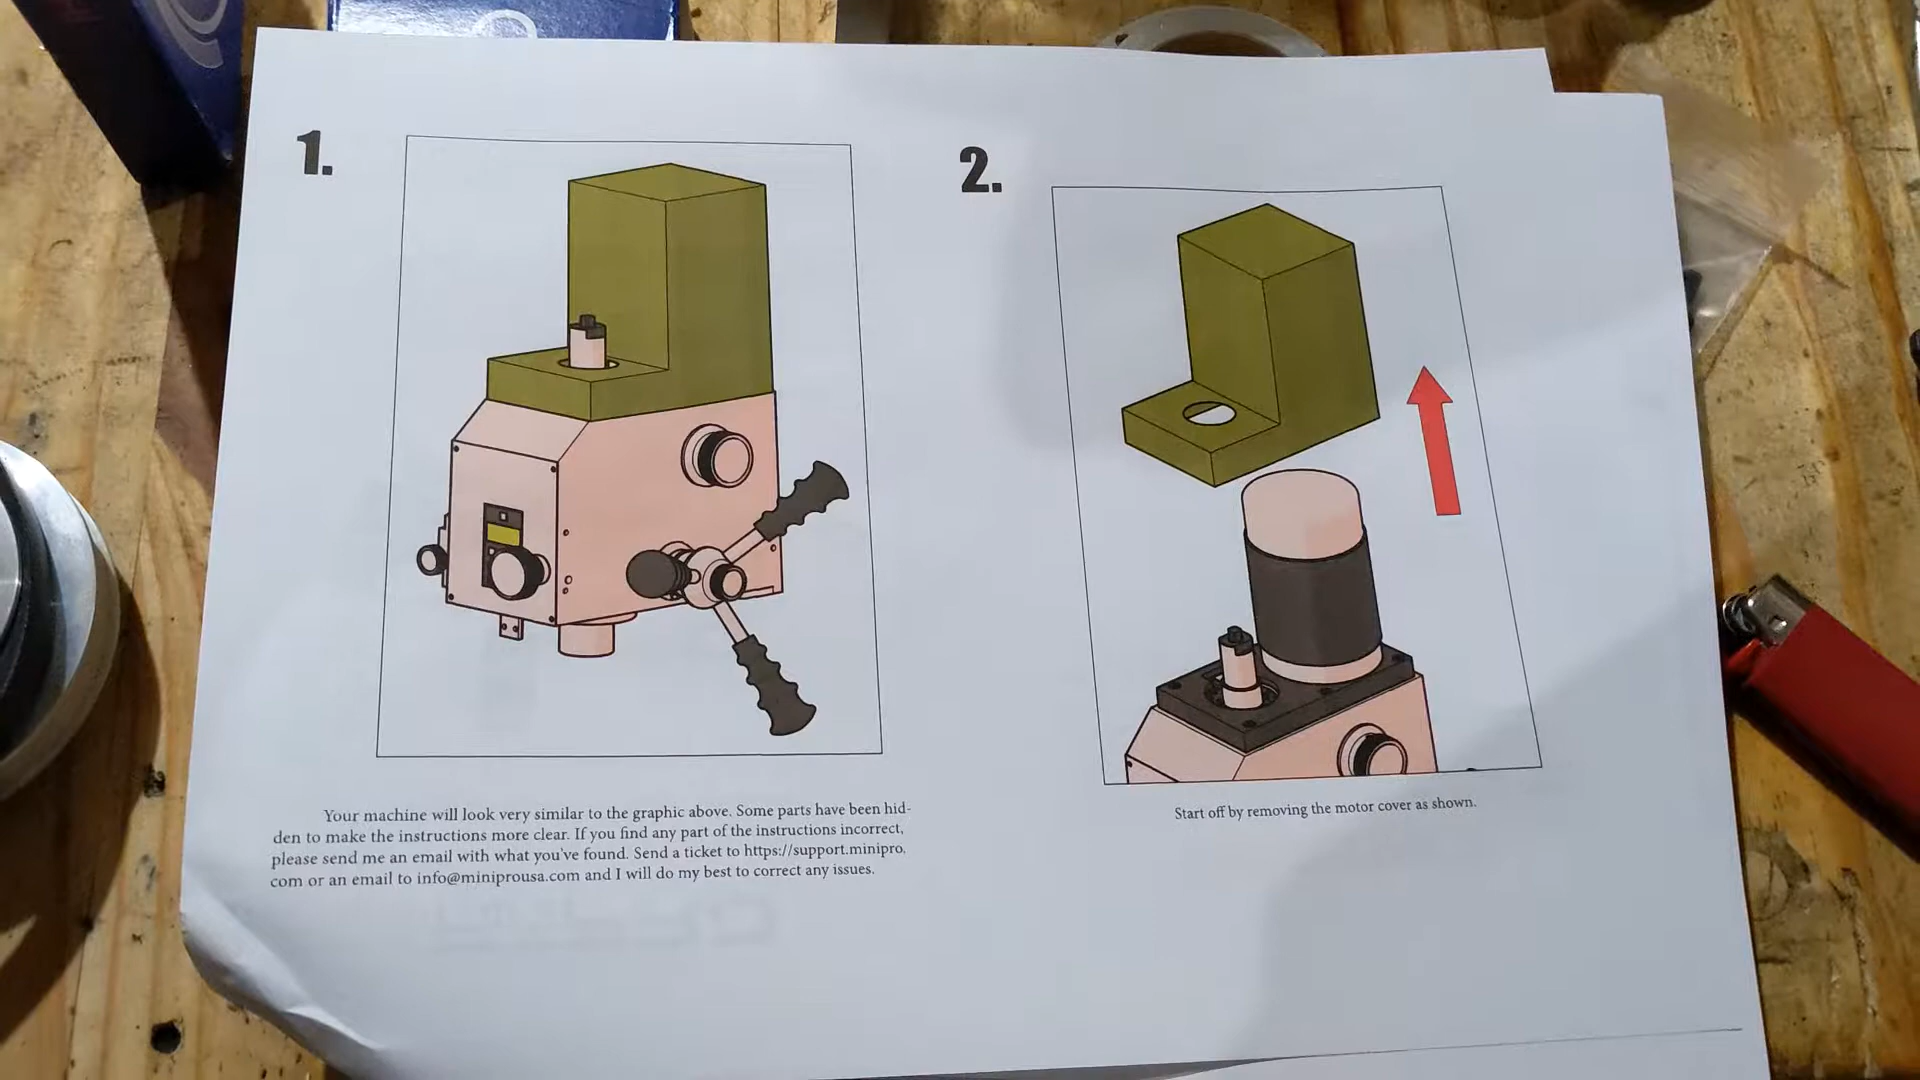 1.
Your machine will look very similar to the graphic above. Some parts have been hid-
den to make the instructions more clear. If you find any part of the instructions incorrect,
please send me an email with what you've found. Send a ticket to https://support.minipro.
com or an email to info@miniprousa.com and I will do my best to correct any issues.
2.
Start off by removing the motor cover as shown.